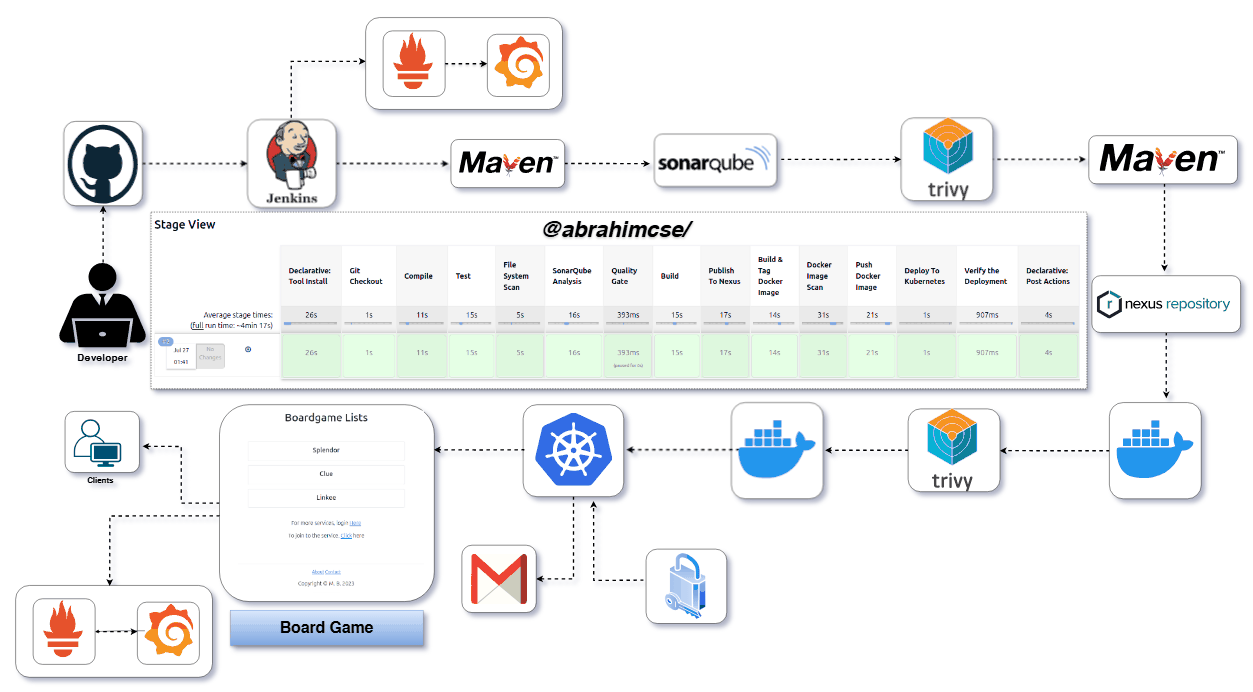 Jenkins
Maven™
sonarqube
trivy
Maven™
Stage View
@abrahimcse/
Declarative: Tool Install
Git Checkout
Compile
Test
File System Scan
SonarQube Analysis
Quality Gate
Build
Publish To Nexus
Build & Tag Docker Image
Docker Image Scan
Push Docker Image
Deploy To Kubernetes
Verify the Deployment
Declarative: Post Actions
Average stage times:
(full run time: ~4min 17s)
26s 1s 11s 15s 5s 16s 393ms 15s 17s 14s 31s 21s 1s 907ms 4s
Jul 27
01:41
No Changes
26s 1s 11s 15s 5s 16s 393ms 15s 17s 14s 31s 21s 1s 907ms 4s
Developer
nexus repository
Clients
Boardgame Lists
Splendor
Clue
Linkee
For more services, login Here
To join to the service, Click here
About Contact
Copyright © M. B, 2023
trivy
Board Game